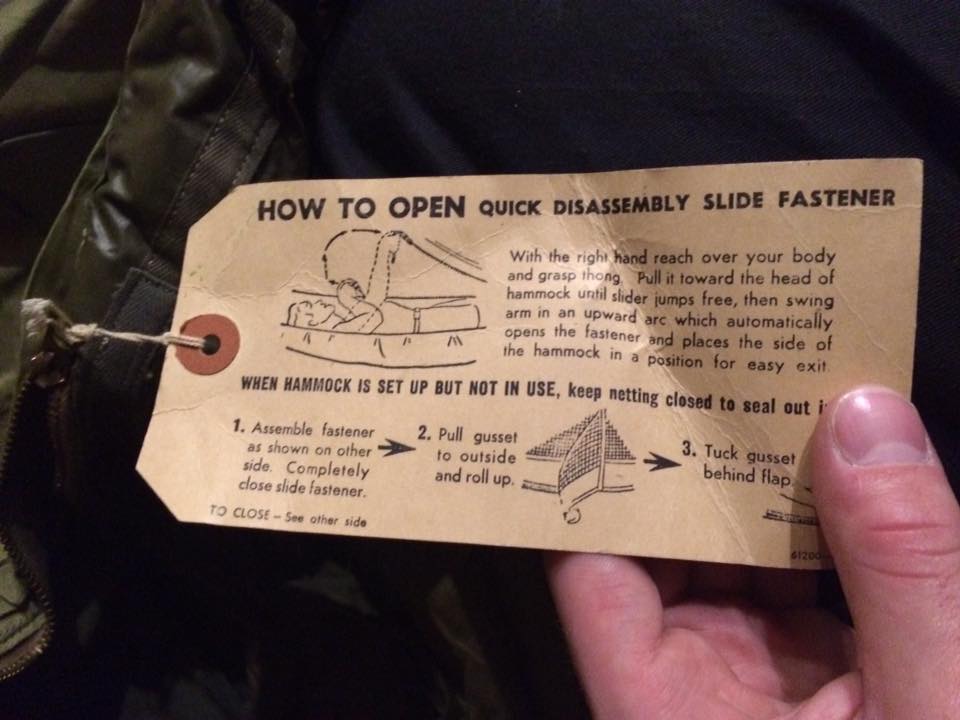 HOW TO OPEN QUICK DISASSEMBLY SLIDE FASTENER
With the right hand reach over your body
and grasp thong. Pull it toward the head of
hammock until slider jumps free, then swing
arm in an upward arc which automatically
opens the fastener and places the side of
the hammock in a position for easy exit.
WHEN HAMMOCK IS SET UP BUT NOT IN USE, keep netting closed to seal out
1. Assemble fastener
as shown on other
side. Completely
close slide fastener.
2. Pull gusset
to outside
and roll up.
3. Tuck gusset
behind flap.
TO CLOSE – See other side
61200